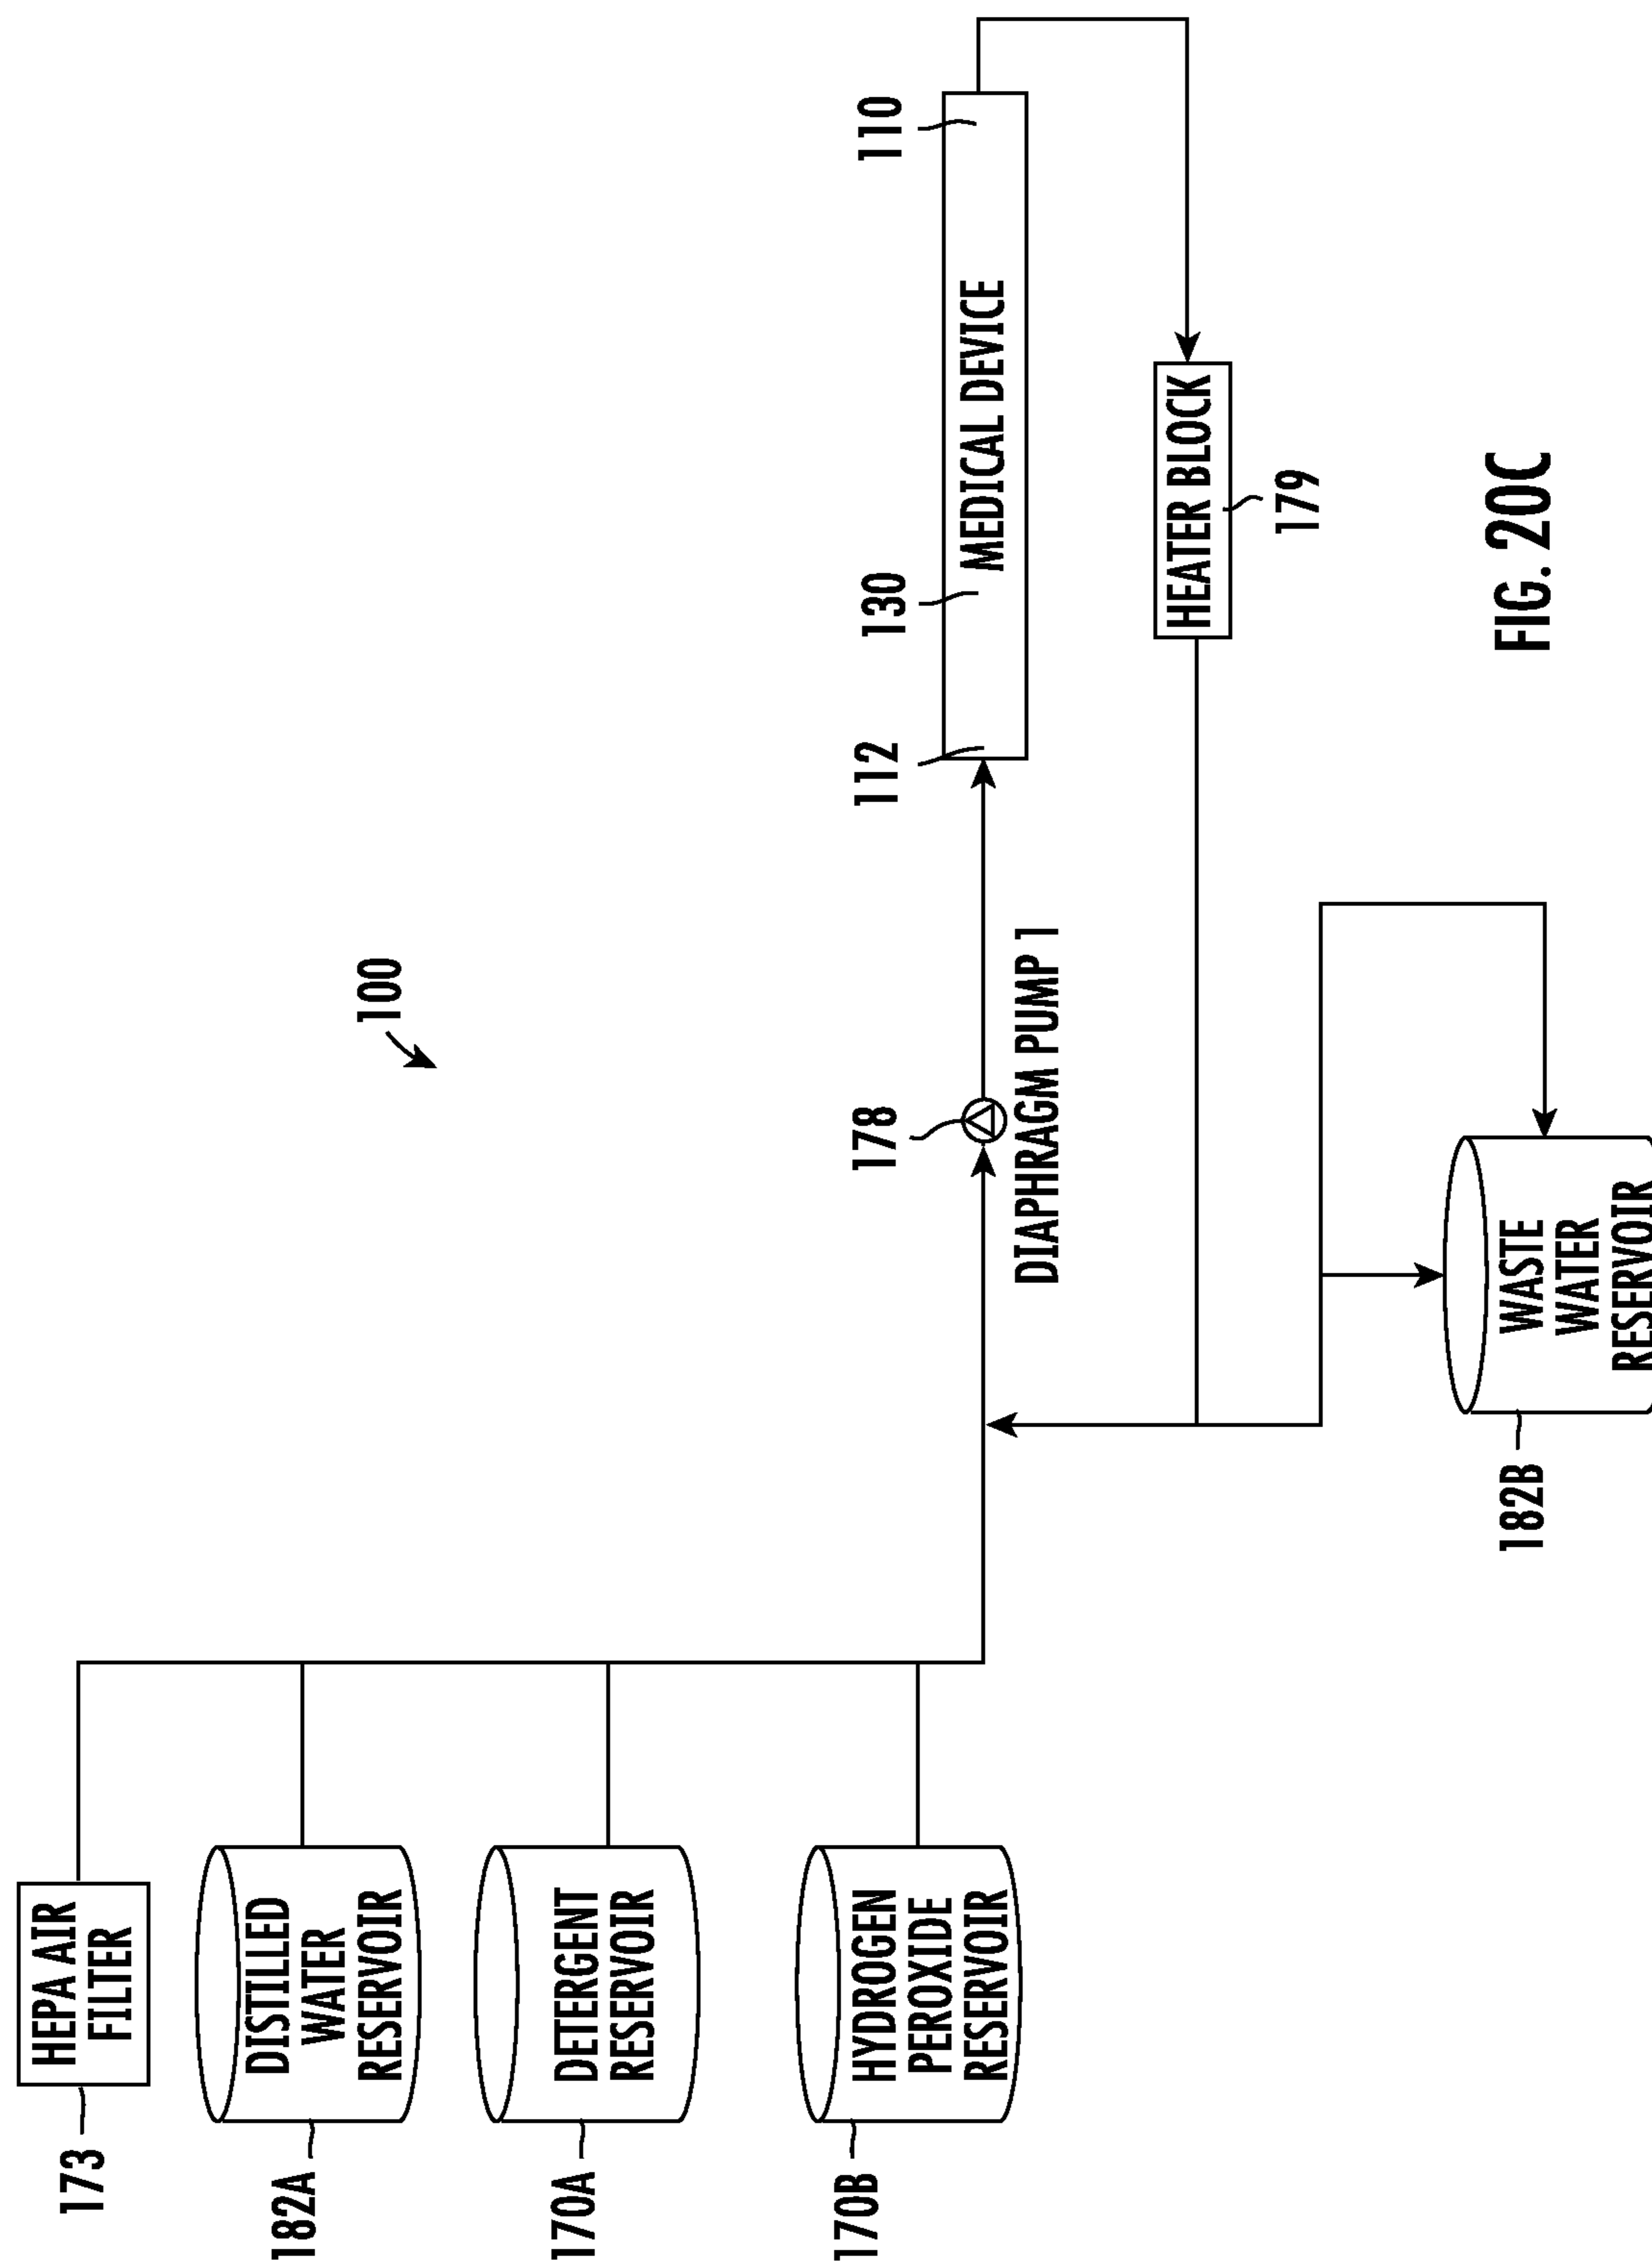 173
HEPA AIR
FILTER
182A
DISTILLED
WATER
RESERVOIR
170A
DETERGENT
RESERVOIR
170B
HYDROGEN
PEROXIDE
RESERVOIR
100
178
DIAPHRAGM PUMP 1
112
130
110
MEDICAL DEVICE
HEATER BLOCK
179
182B
WASTE
WATER
RESERVOIR
FIG. 20C